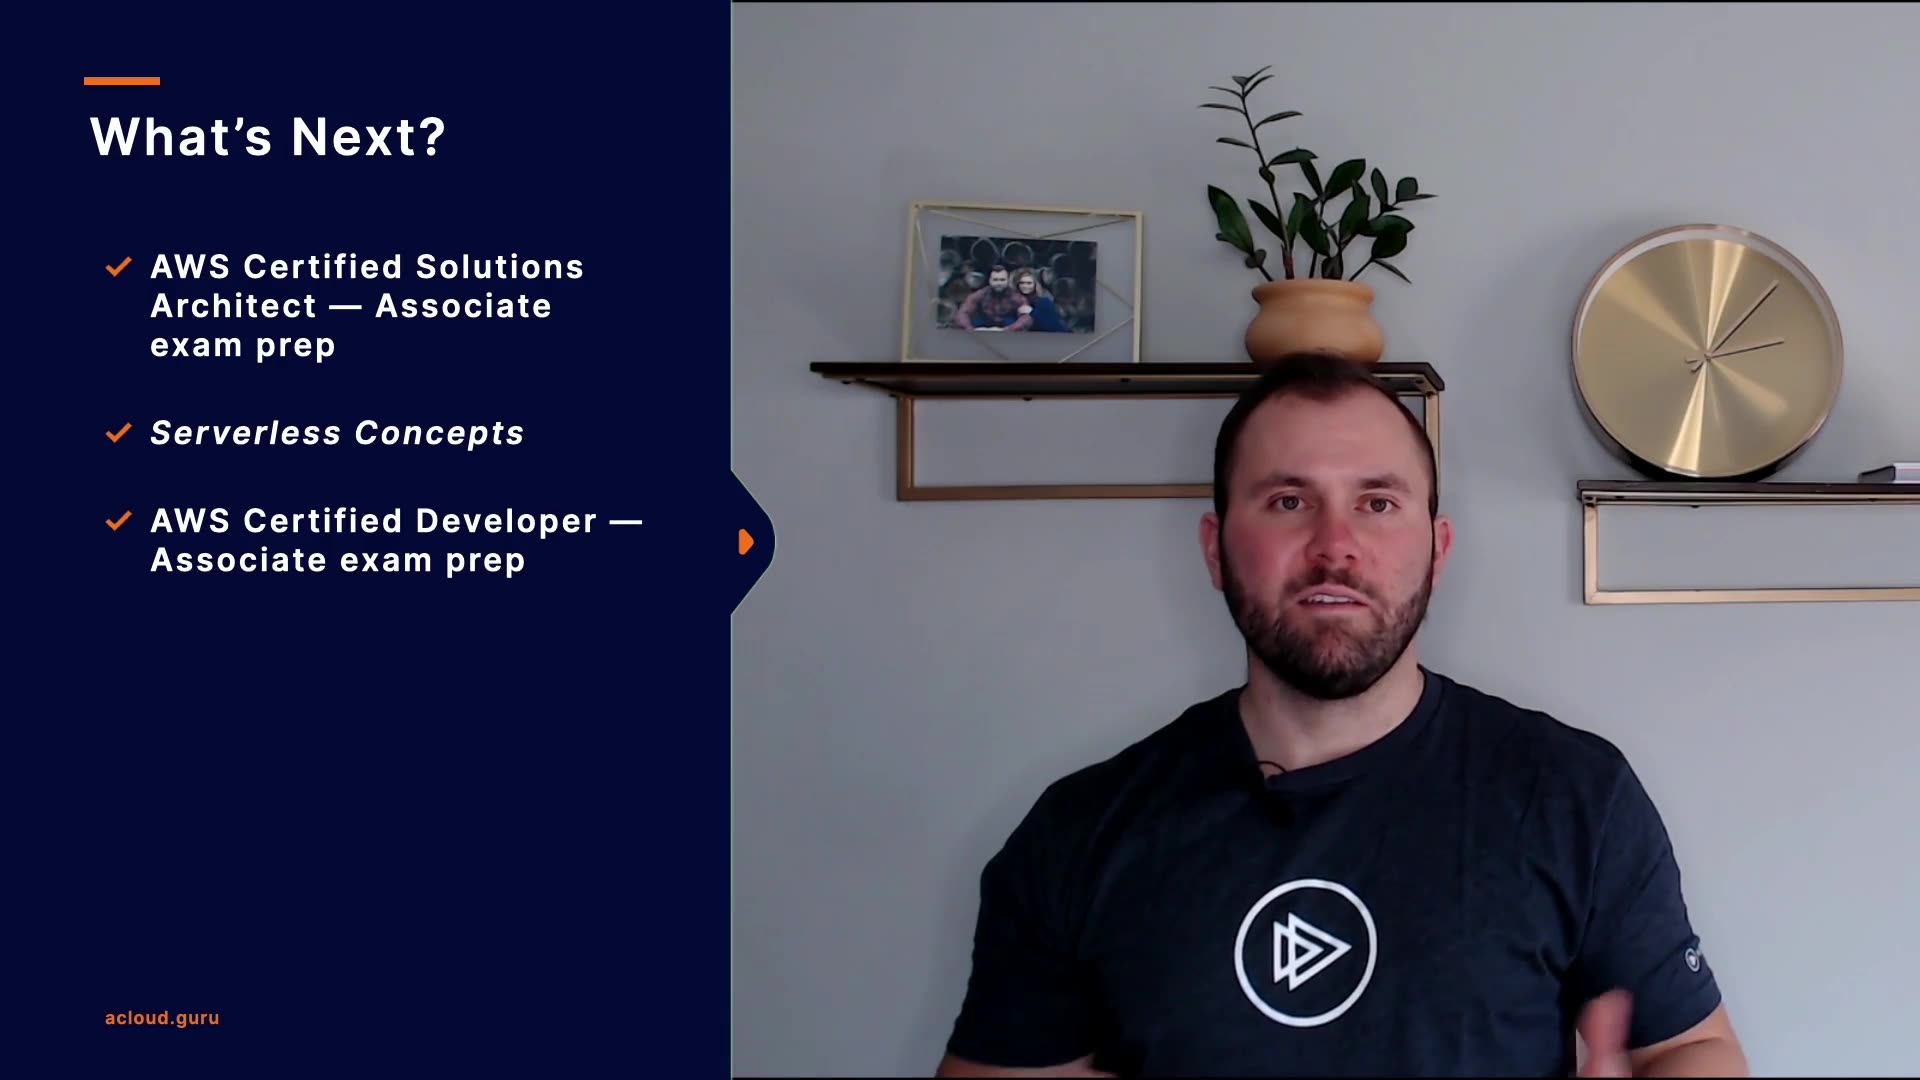 What’s Next?
AWS Certified Solutions
Architect — Associate
exam prep
Serverless Concepts
AWS Certified Developer —
Associate exam prep
acloud.guru